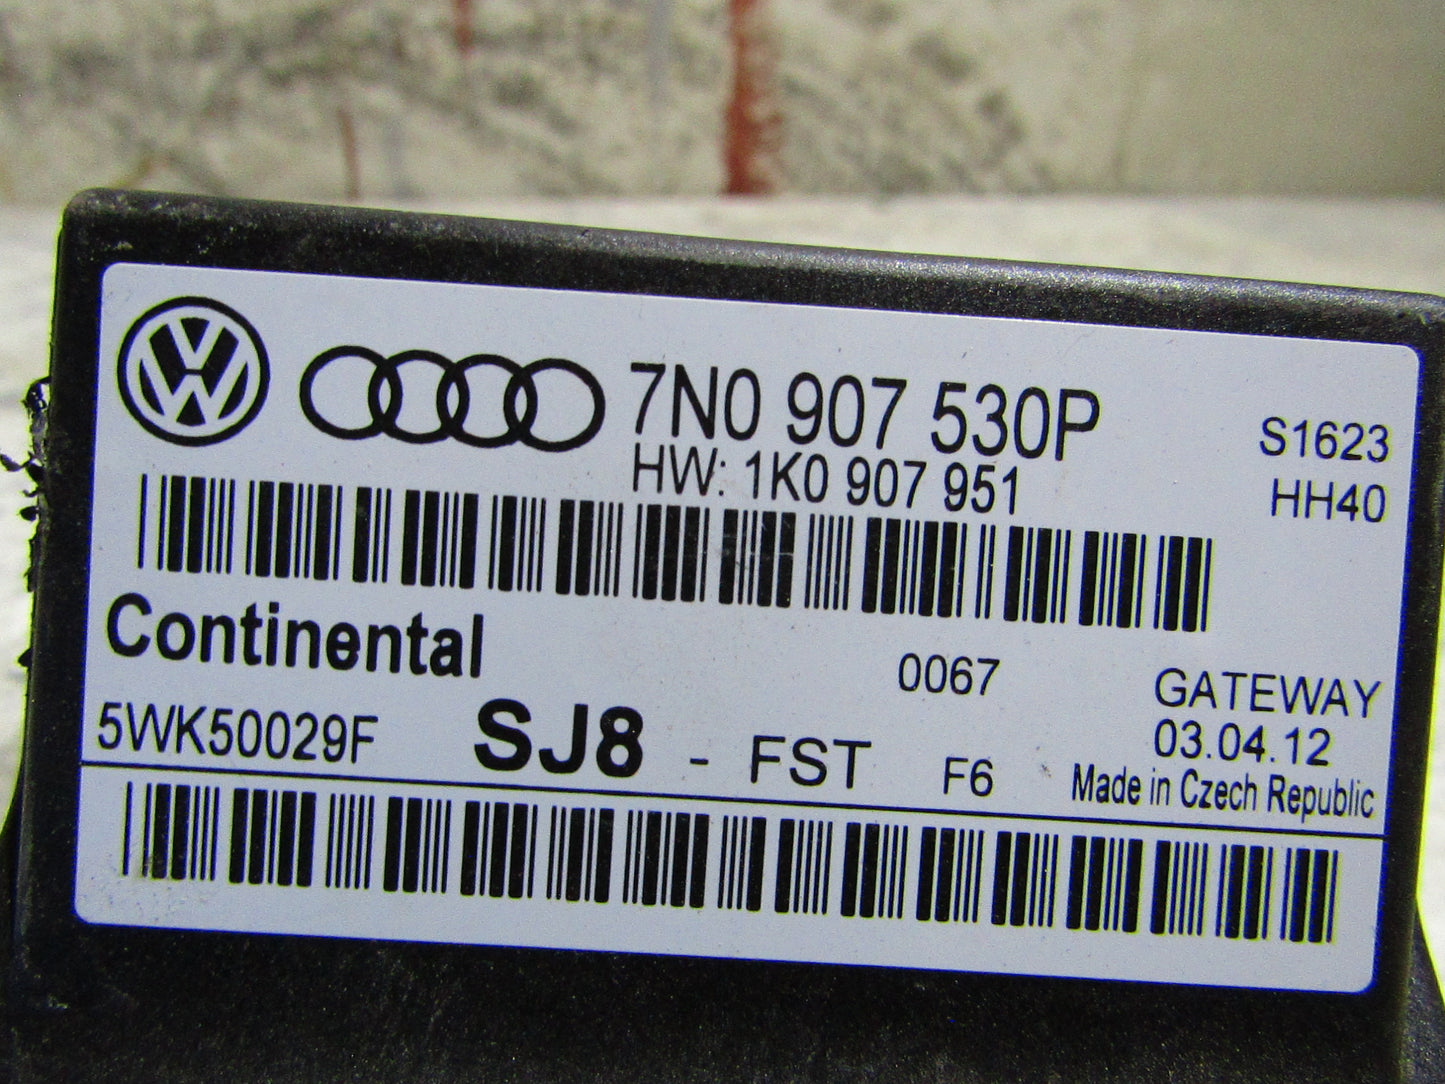 7N0 907 530P
HW: 1K0 907 951
S1623
HH40
Continental
0067
GATEWAY
5WK50029F
SJ8 - FST F6
03.04.12
Made in Czech Republic